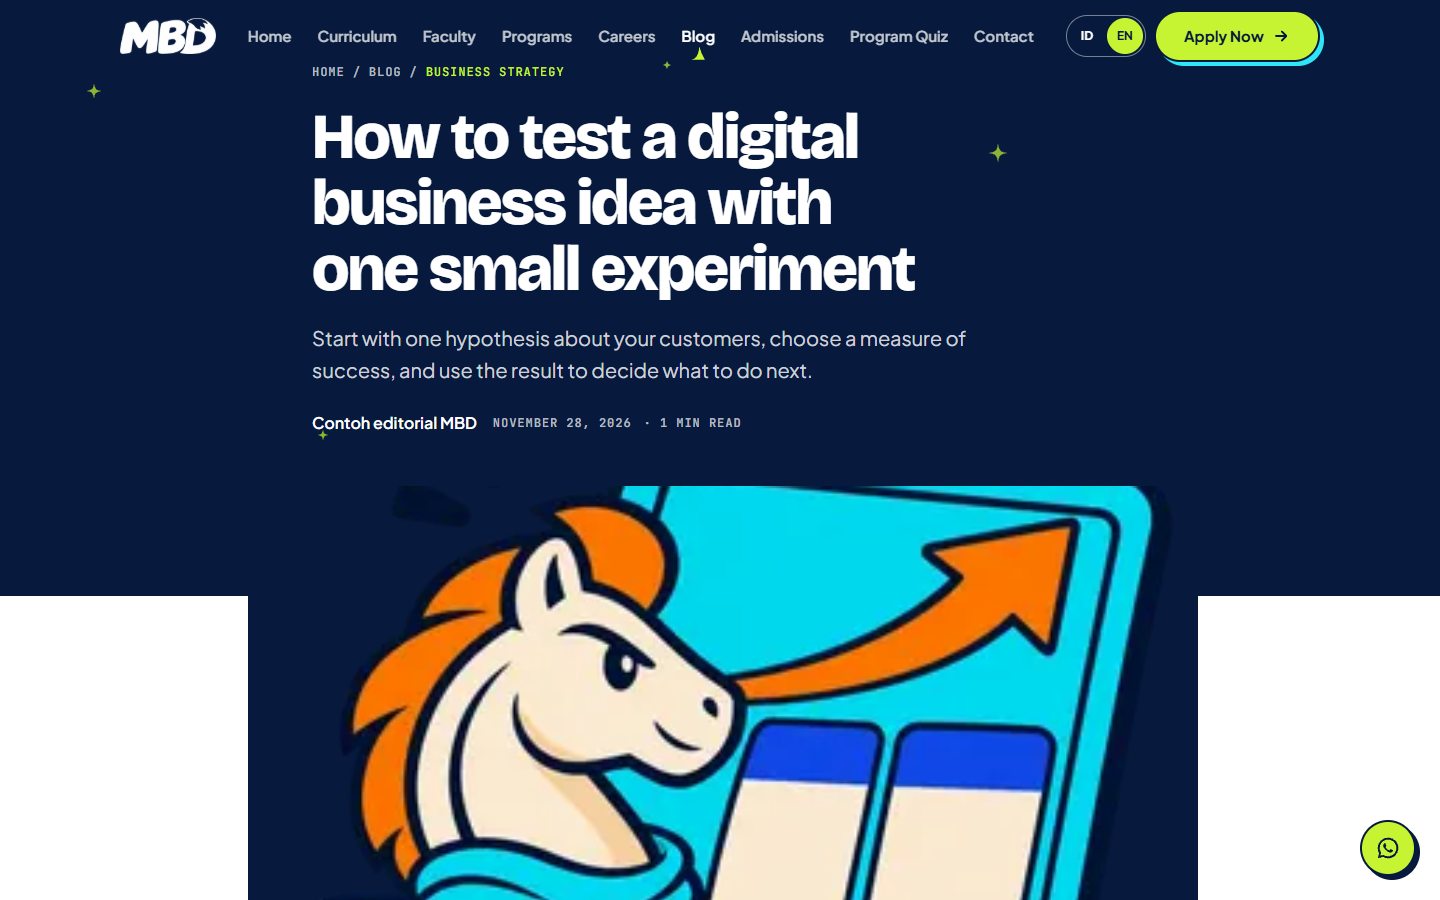 MBD
Home Curriculum Faculty Programs Careers Blog Admissions Program Quiz Contact ID EN Apply Now →
HOME / BLOG / BUSINESS STRATEGY
How to test a digital
business idea with
one small experiment
Start with one hypothesis about your customers, choose a measure of
success, and use the result to decide what to do next.
Contoh editorial MBD NOVEMBER 28, 2026 · 1 MIN READ